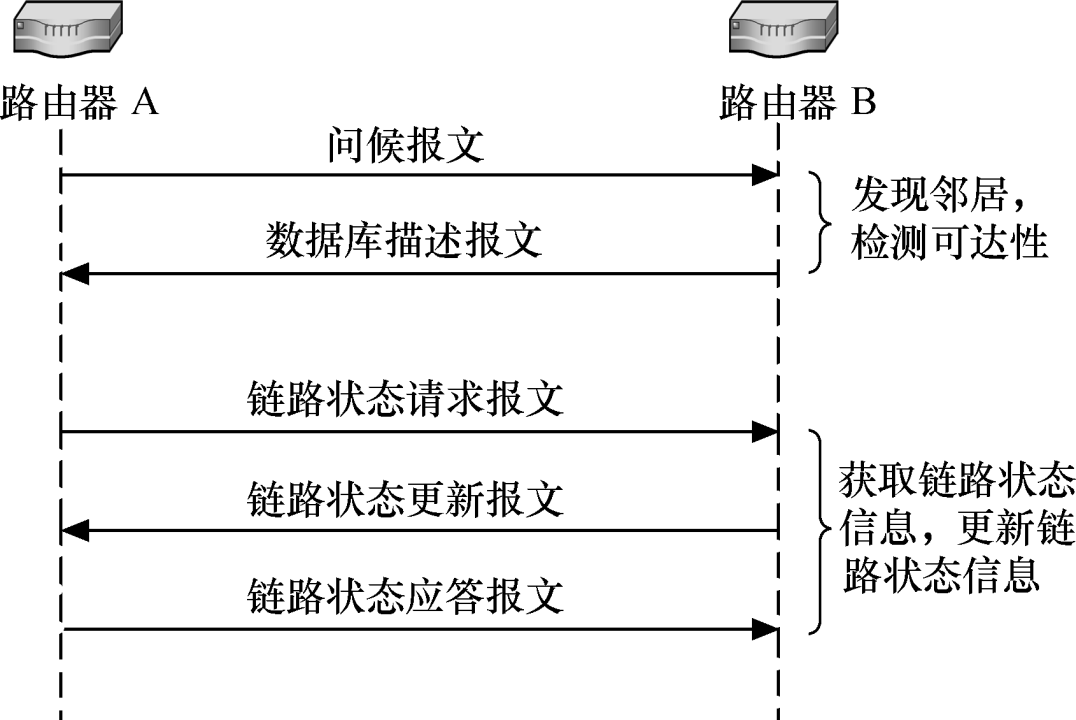 路由器 A
路由器 B
问候报文
发现邻居，
检测可达性
数据库描述报文
链路状态请求报文
链路状态更新报文
获取链路状态
信息，更新链
路状态信息
链路状态应答报文